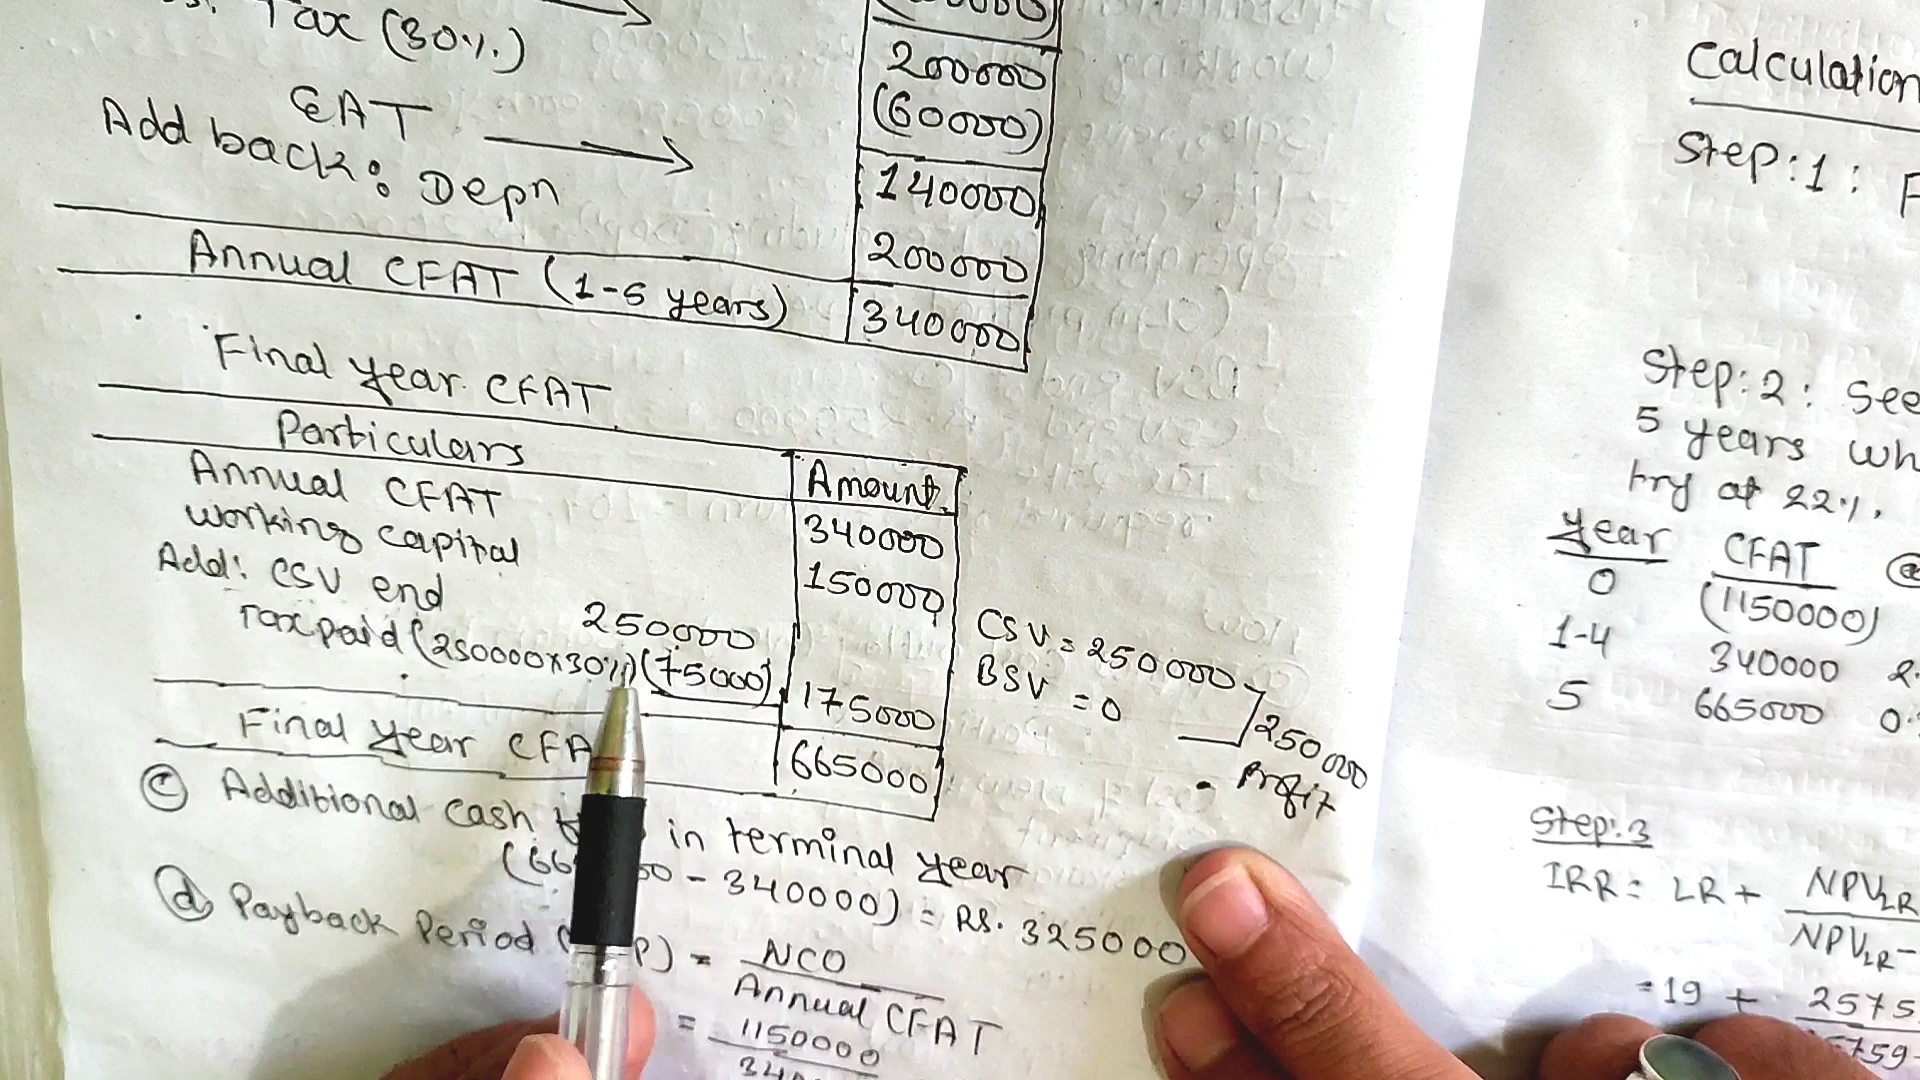 Tax (30%)
200000
(60000)
EAT
140000
Add back: Depn
200000
Annual CFAT (1-5 years)
340000
Final year CFAT
Particulars
Amount
Annual CFAT
340000
Working capital
150000
Add: CSV end
250000
Tax paid (250000x30%) (75000)
175000
CSV = 250000
BSV = 0
250000
Profit
Final year CFA
665000
(c) Additional cash in terminal year
- 340000) = RS. 325000
(d) Payback Period = NCO
Annual CFAT
= 1150000
Calculation
Step:1:
Step:2: See
5 years wh
try at 22%.
year CFAT @
0 (1150000)
1-4 340000
5 665000
Step:3
IRR = LR + NPVLR
NPVLR-
=19 + 2575